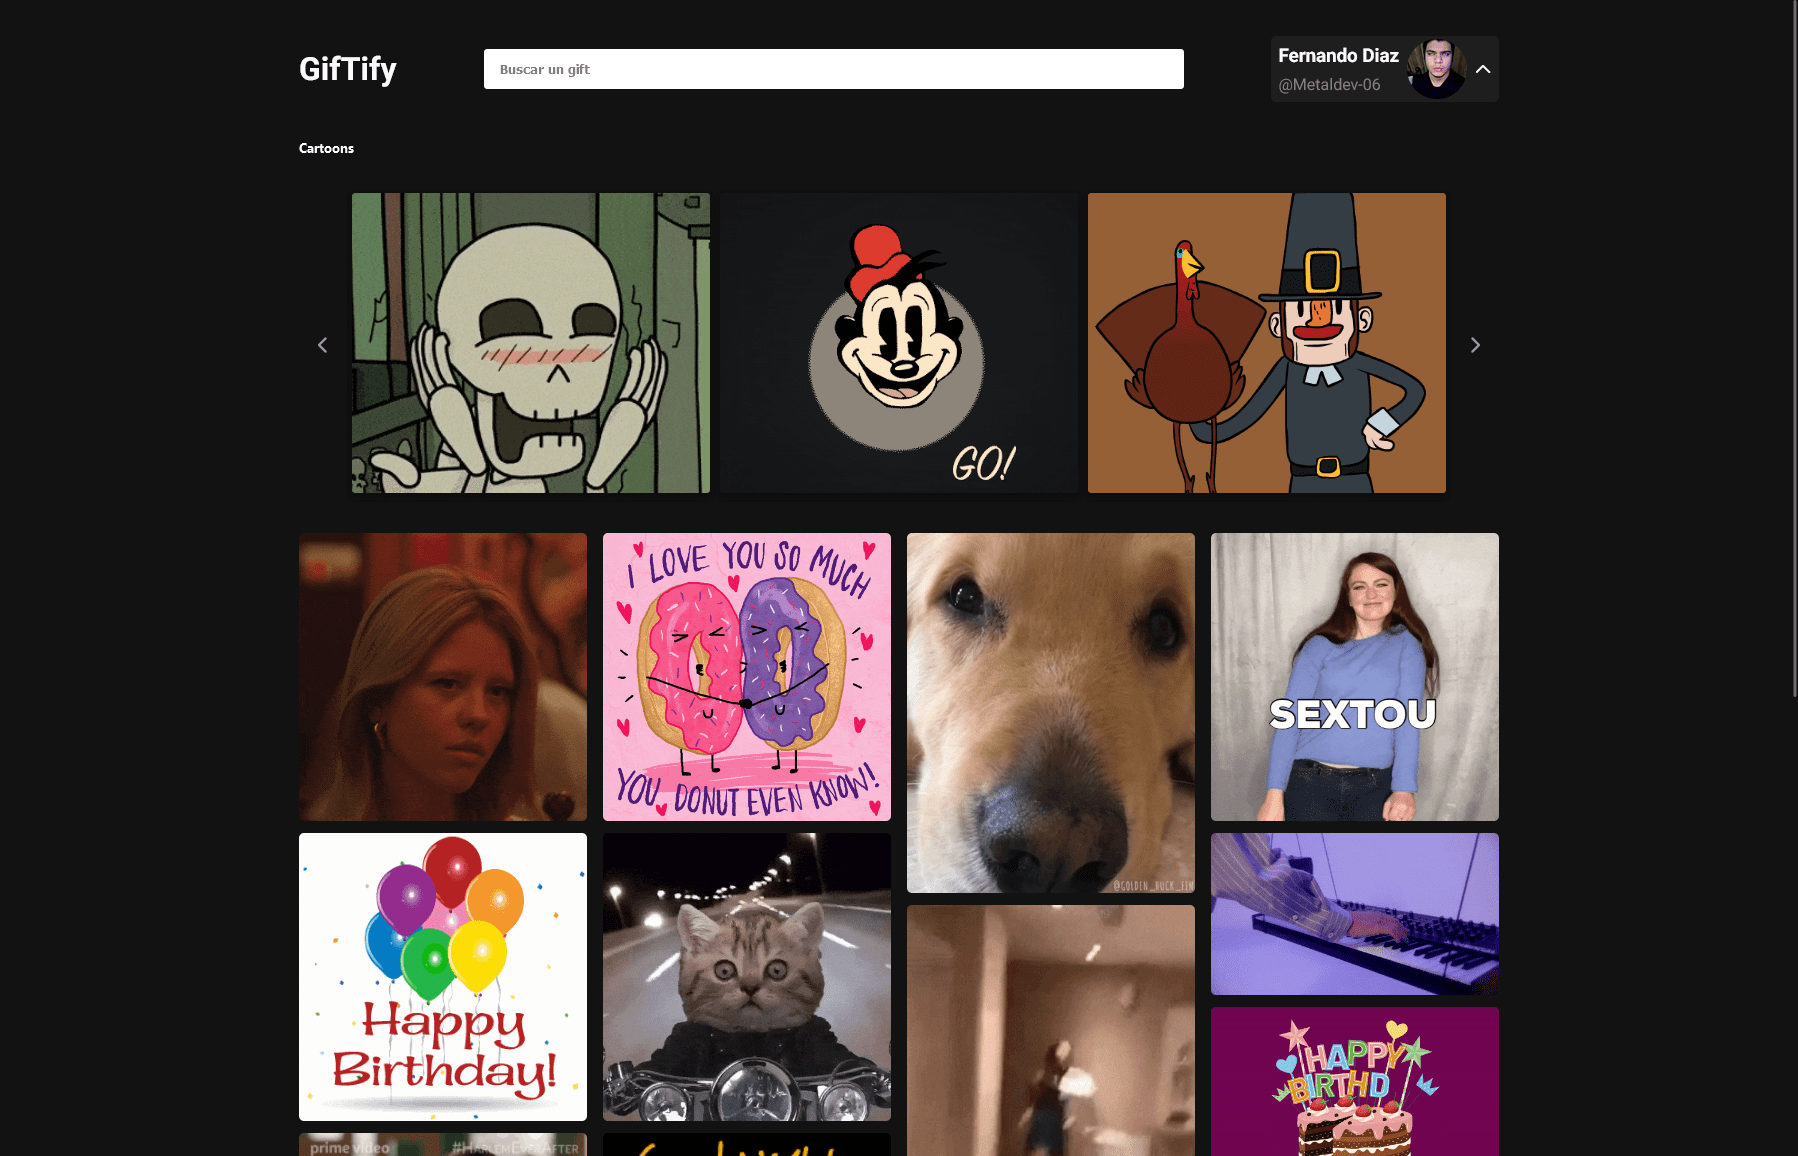 GifTify
Buscar un gift
Fernando Diaz
@Metaldev-06
Cartoons
GO!
I LOVE YOU SO MUCH
YOU DONUT EVEN KNOW!
SEXTOU
@GOLDEN_RUCK_FIN
Happy
Birthday!
HAPPY
BIRTHD
prime video
#HARLEMEVERAFTER